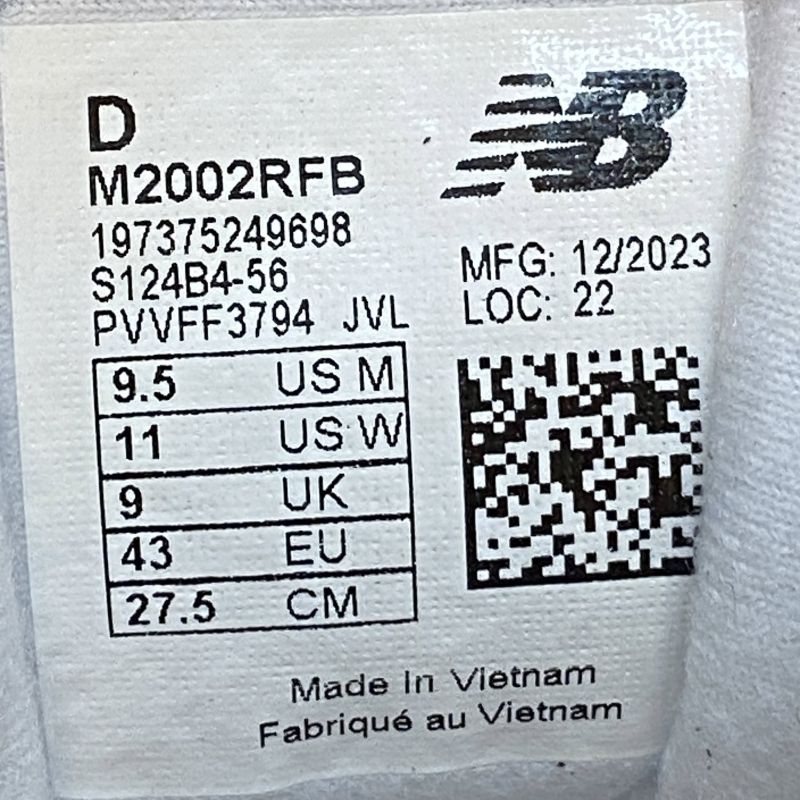 D
M2002RFB
197375249698
S124B4-56
PVVFF3794 JVL
NB
MFG: 12/2023
LOC: 22
9.5 US M
11 US W
9 UK
43 EU
27.5 CM
Made In Vietnam
Fabriqué au Vietnam